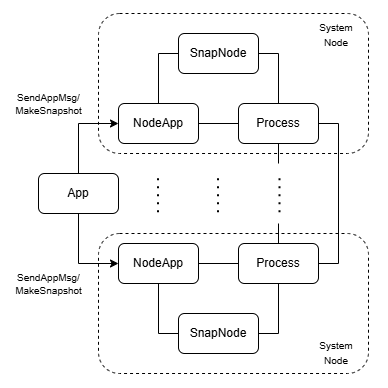 System
Node
SnapNode
SendAppMsg/
MakeSnapshot
NodeApp
Process
App
NodeApp
Process
SendAppMsg/
MakeSnapshot
SnapNode
System
Node